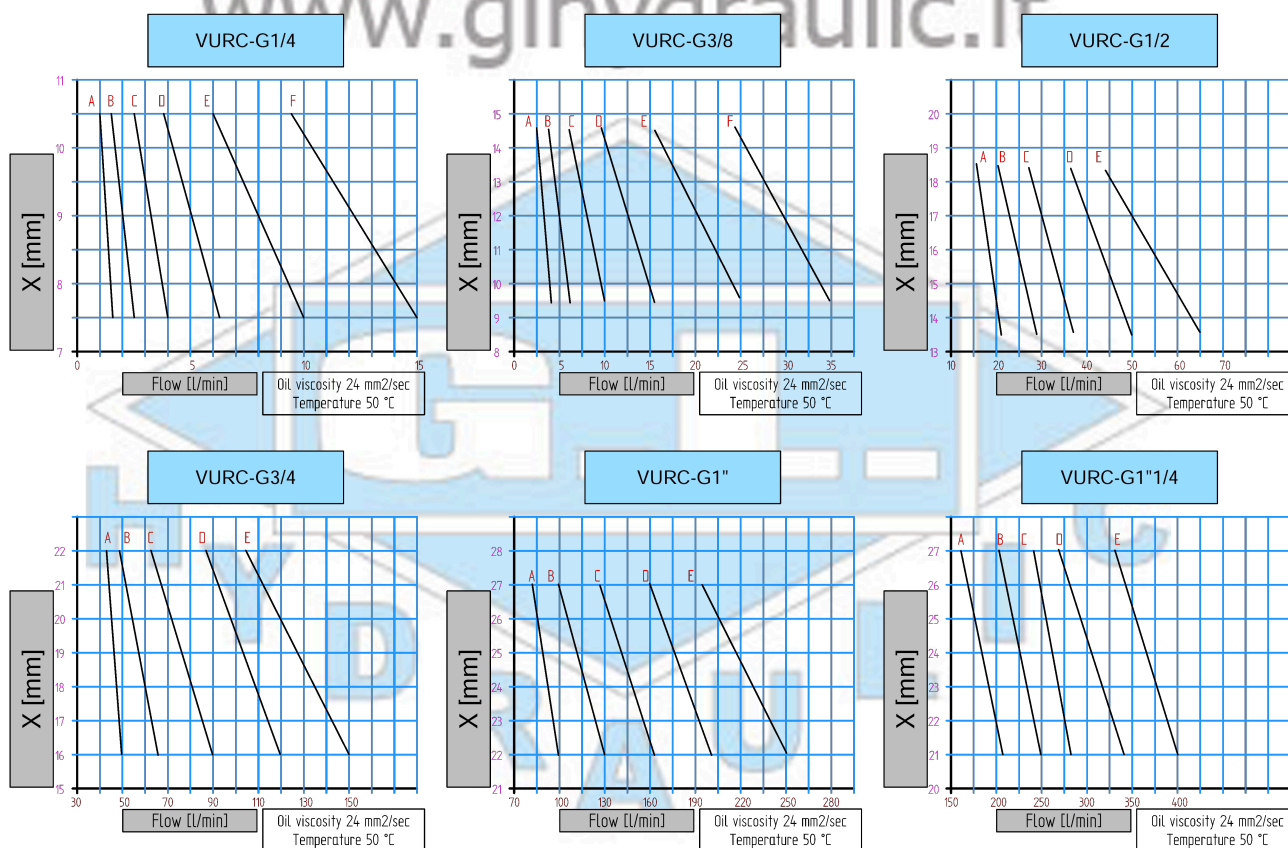 www.glhydraulic.it
VURC-G1/4
VURC-G3/8
VURC-G1/2
A B C D E F
11
10
9
8
7
X [mm]
0 5 10 15
Flow [l/min]
Oil viscosity 24 mm2/sec
Temperature 50 °C
A B C D E F
15
14
13
12
11
10
9
8
X [mm]
0 5 10 15 20 25 30 35
Flow [l/min]
Oil viscosity 24 mm2/sec
Temperature 50 °C
A B C D E
20
19
18
17
16
15
14
13
X [mm]
10 20 30 40 50 60 70
Flow [l/min]
Oil viscosity 24 mm2/sec
Temperature 50 °C
VURC-G3/4
VURC-G1"
VURC-G1"1/4
A B C D E
22
21
20
19
18
17
16
15
X [mm]
30 50 70 90 110 130 150
Flow [l/min]
Oil viscosity 24 mm2/sec
Temperature 50 °C
A B C D E
28
27
26
25
24
23
22
21
X [mm]
70 100 130 160 190 220 250 280
Flow [l/min]
Oil viscosity 24 mm2/sec
Temperature 50 °C
A B C D E
27
26
25
24
23
22
21
20
X [mm]
150 200 250 300 350 400
Flow [l/min]
Oil viscosity 24 mm2/sec
Temperature 50 °C
HYDRAULIC